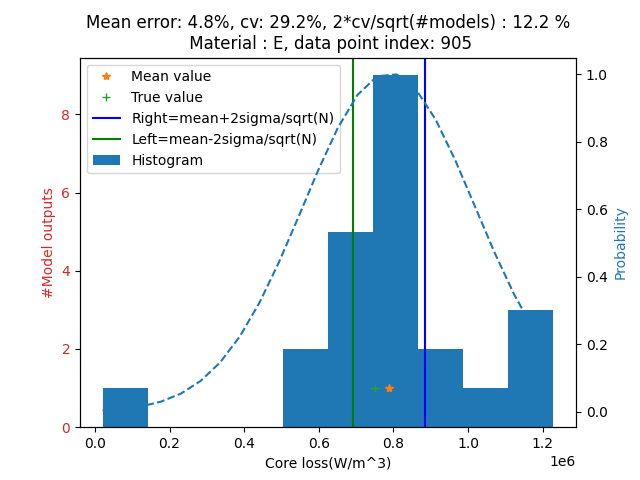 Mean error: 4.8%, cv: 29.2%, 2*cv/sqrt(#models) : 12.2 %
Material : E, data point index: 905
Mean value
True value
Right=mean+2sigma/sqrt(N)
Left=mean-2sigma/sqrt(N)
Histogram
#Model outputs
0
2
4
6
8
Probability
0.0
0.2
0.4
0.6
0.8
1.0
0.0 0.2 0.4 0.6 0.8 1.0 1.2
1e6
Core loss(W/m^3)